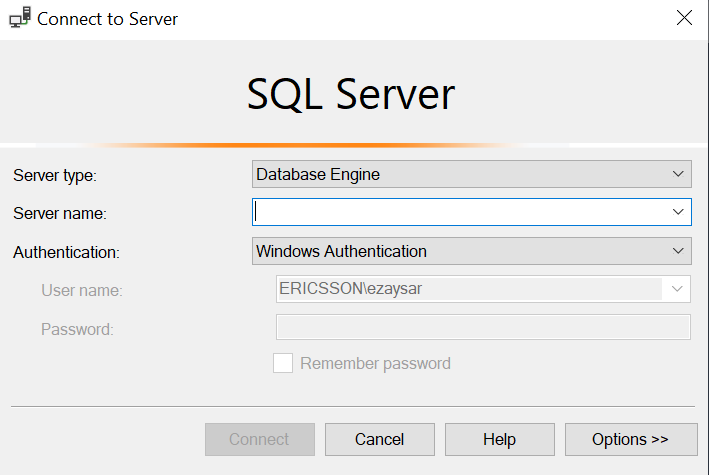 Connect to Server
SQL Server
Server type:
Database Engine
Server name:
Authentication:
Windows Authentication
User name:
ERICSSON\ezaysar
Password:
Remember password
Connect
Cancel
Help
Options >>